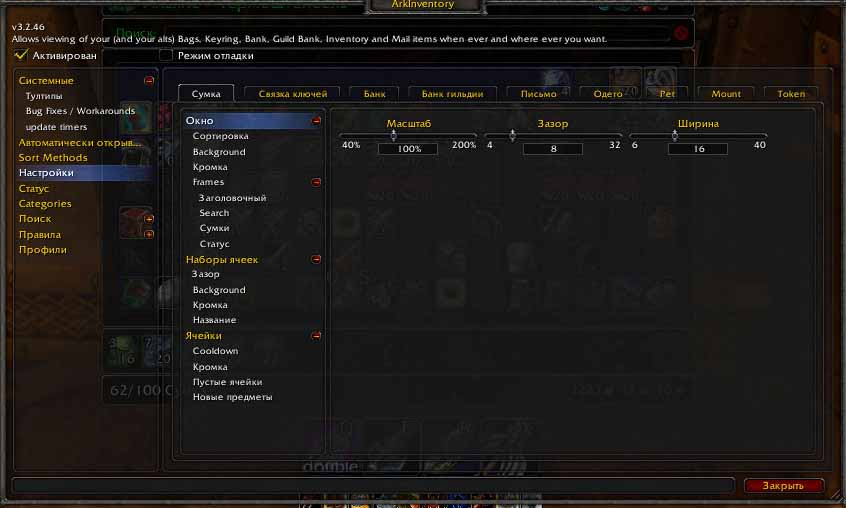 ArkInventory
v3.2.46
Allows viewing of your (and your alts) Bags, Keyring, Bank, Guild Bank, Inventory and Mail items when ever and where ever you want.
Активирован
Режим отладки
Системные
Тултипы
Bug Fixes / Workarounds
update timers
Автоматически открыв...
Sort Methods
Настройки
Статус
Categories
Поиск
Правила
Профили
Сумка
Связка ключей
Банк
Банк гильдии
Письмо
Одето
Pet
Mount
Token
Окно
Сортировка
Background
Кромка
Frames
Заголовочный
Search
Сумки
Статус
Наборы ячеек
Зазор
Background
Кромка
Название
Ячейки
Cooldown
Кромка
Пустые ячейки
Новые предметы
Масштаб
40% 100% 200%
Зазор
4 8 32
Ширина
6 16 40
62/100
double
Закрыть